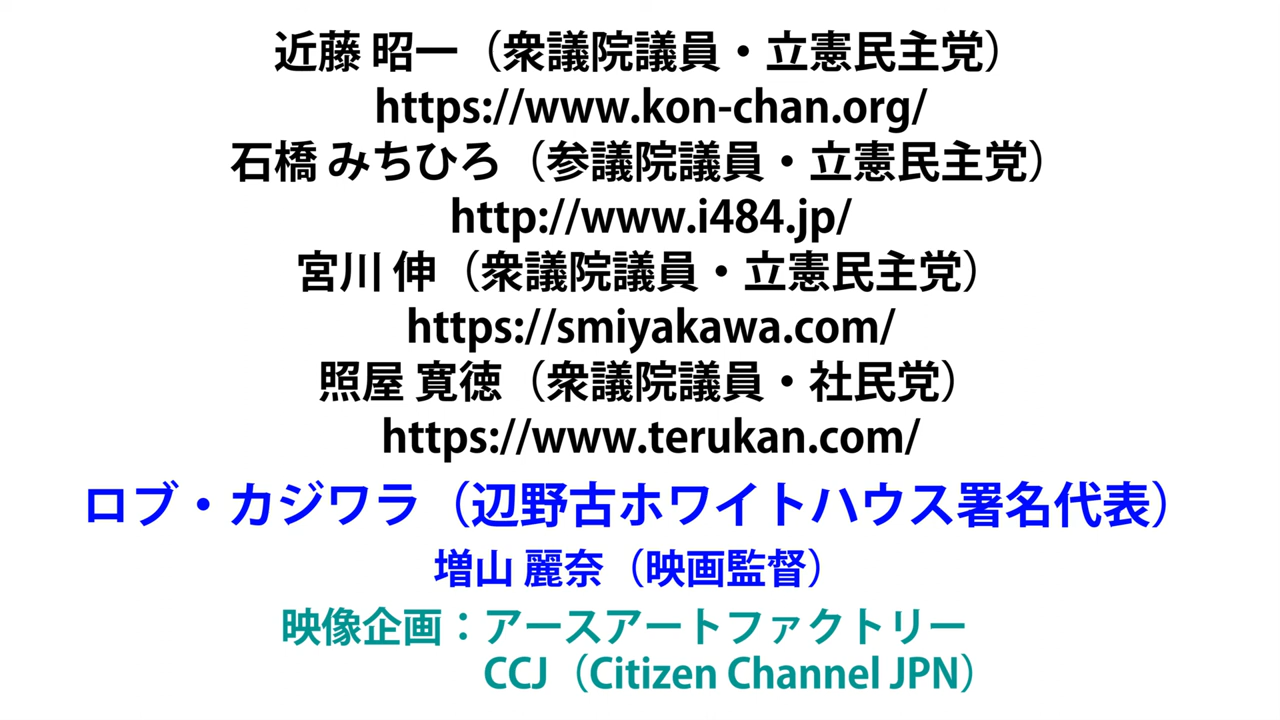 近藤 昭一（衆議院議員・立憲民主党）
https://www.kon-chan.org/
石橋 みちひろ（参議院議員・立憲民主党）
http://www.i484.jp/
宮川 伸（衆議院議員・立憲民主党）
https://smiyakawa.com/
照屋 寛徳（衆議院議員・社民党）
https://www.terukan.com/
ロブ・カジワラ（辺野古ホワイトハウス署名代表）
増山 麗奈（映画監督）
映像企画：アースアートファクトリー
CCJ（Citizen Channel JPN）